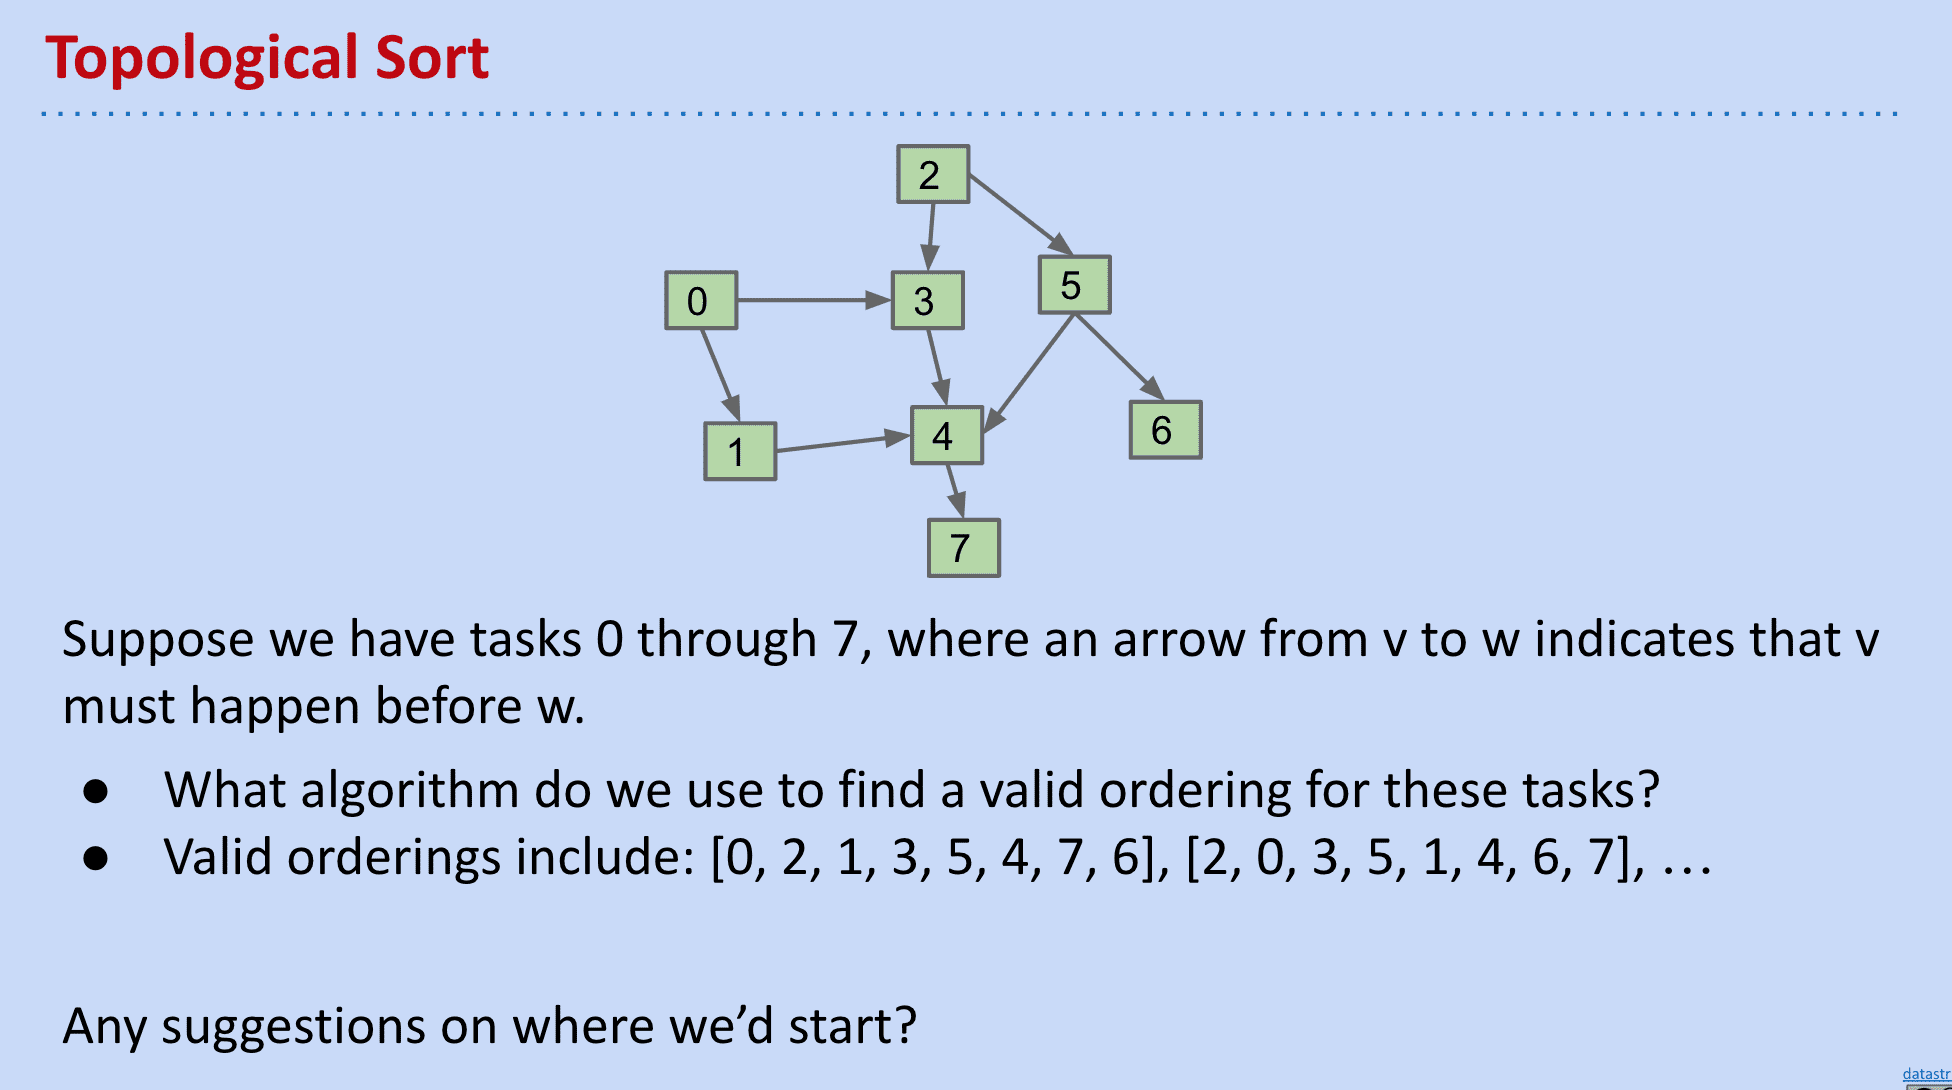 Topological Sort
2
5
0
3
6
4
1
7
Suppose we have tasks 0 through 7, where an arrow from v to w indicates that v
must happen before w.
● What algorithm do we use to find a valid ordering for these tasks?
● Valid orderings include: [0, 2, 1, 3, 5, 4, 7, 6], [2, 0, 3, 5, 1, 4, 6, 7], …
Any suggestions on where we’d start?
datastr